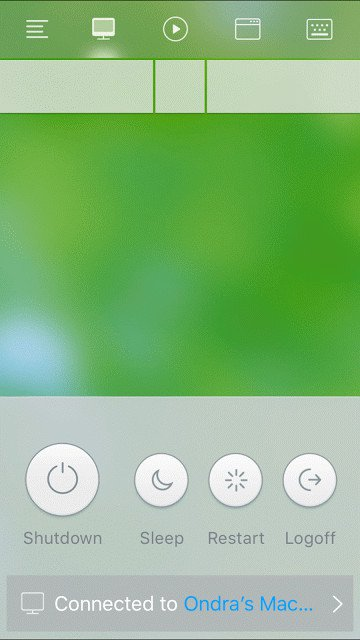 Shutdown Sleep Restart Logoff
Connected to Ondra’s Mac...